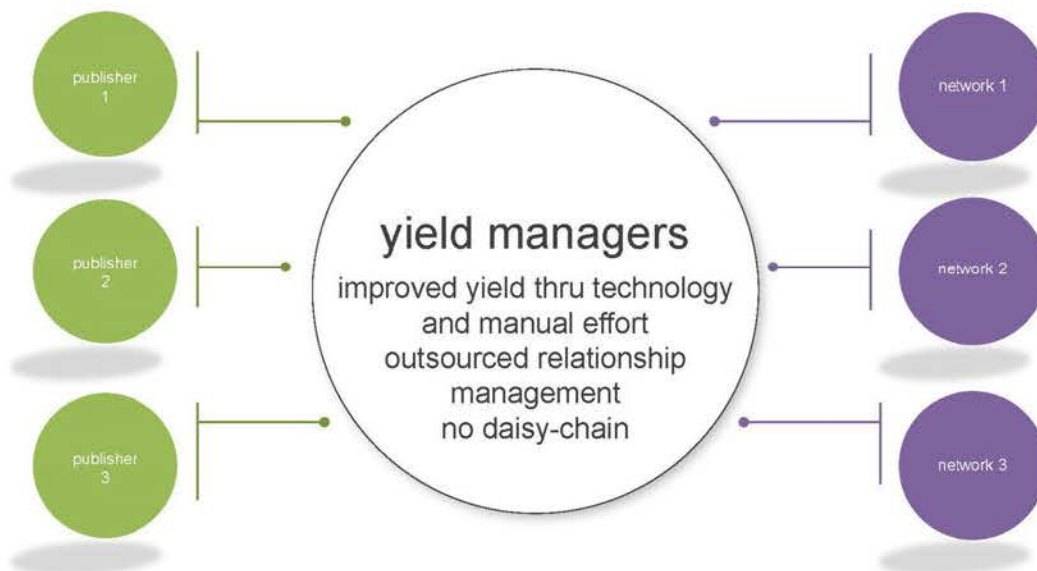 publisher
1
publisher
2
publisher
3
yield managers
improved yield thru technology
and manual effort
outsourced relationship
management
no daisy-chain
network 1
network 2
network 3